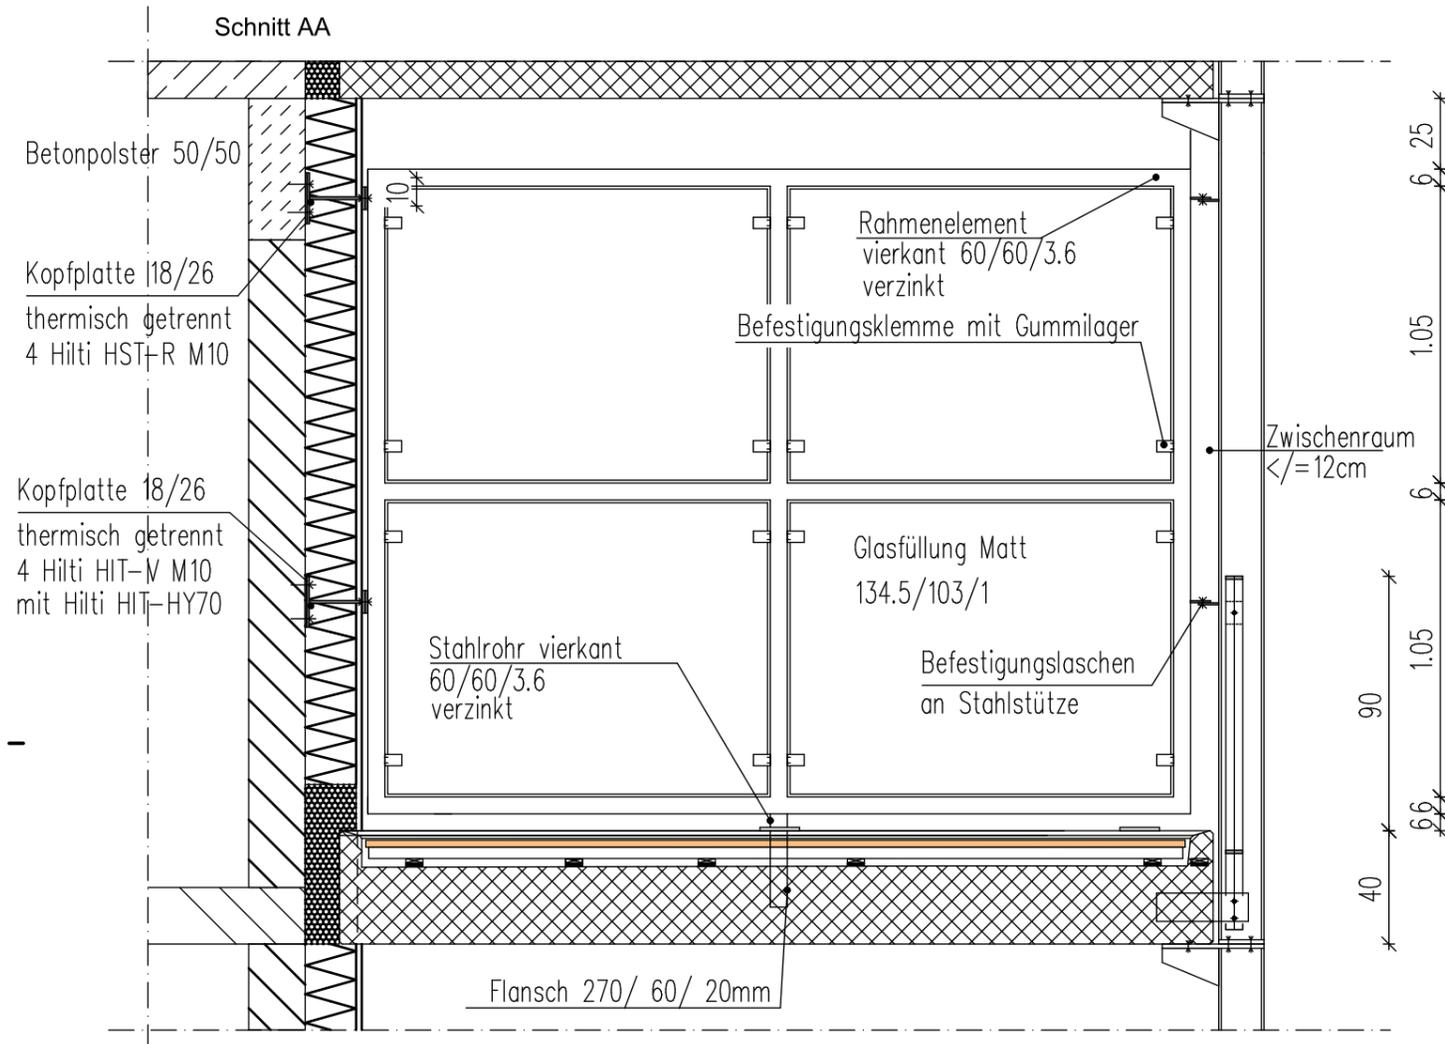 Schnitt AA
Betonpolster 50/50
Kopfplatte 18/26
thermisch getrennt
4 Hilti HST-R M10
Kopfplatte 18/26
thermisch getrennt
4 Hilti HIT-V M10
mit Hilti HIT-HY70
10
Rahmenelement
vierkant 60/60/3.6
verzinkt
Befestigungsklemme mit Gummilager
Zwischenraum
</=12cm
Glasfüllung Matt
134.5/103/1
Stahlrohr vierkant
60/60/3.6
verzinkt
Befestigungslaschen
an Stahlstütze
Flansch 270/ 60/ 20mm
25
6
1.05
6
1.05
6
6
90
40